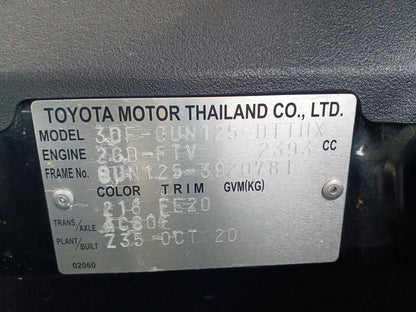 TOYOTA MOTOR THAILAND CO., LTD.
MODEL 3DF-GUN125-DTTHX
ENGINE 2GD-FTV 2393 CC
FRAME No. GUN125-3920781
COLOR TRIM GVM(KG)
218 FE20
TRANS/AXLE AC60E
PLANT/BUILT Z35 OCT 20
02060